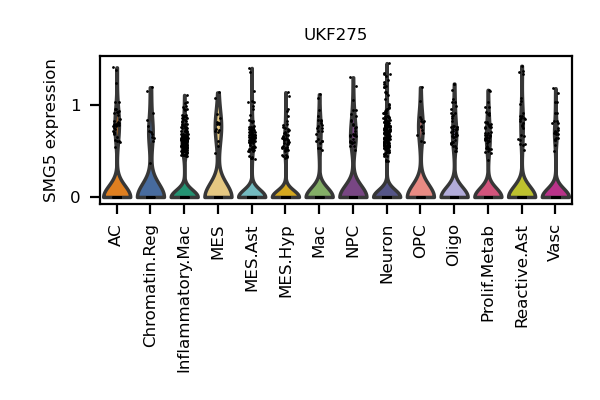 UKF275
SMG5 expression
1
0
AC
Chromatin.Reg
Inflammatory.Mac
MES
MES.Ast
MES.Hyp
Mac
NPC
Neuron
OPC
Oligo
Prolif.Metab
Reactive.Ast
Vasc